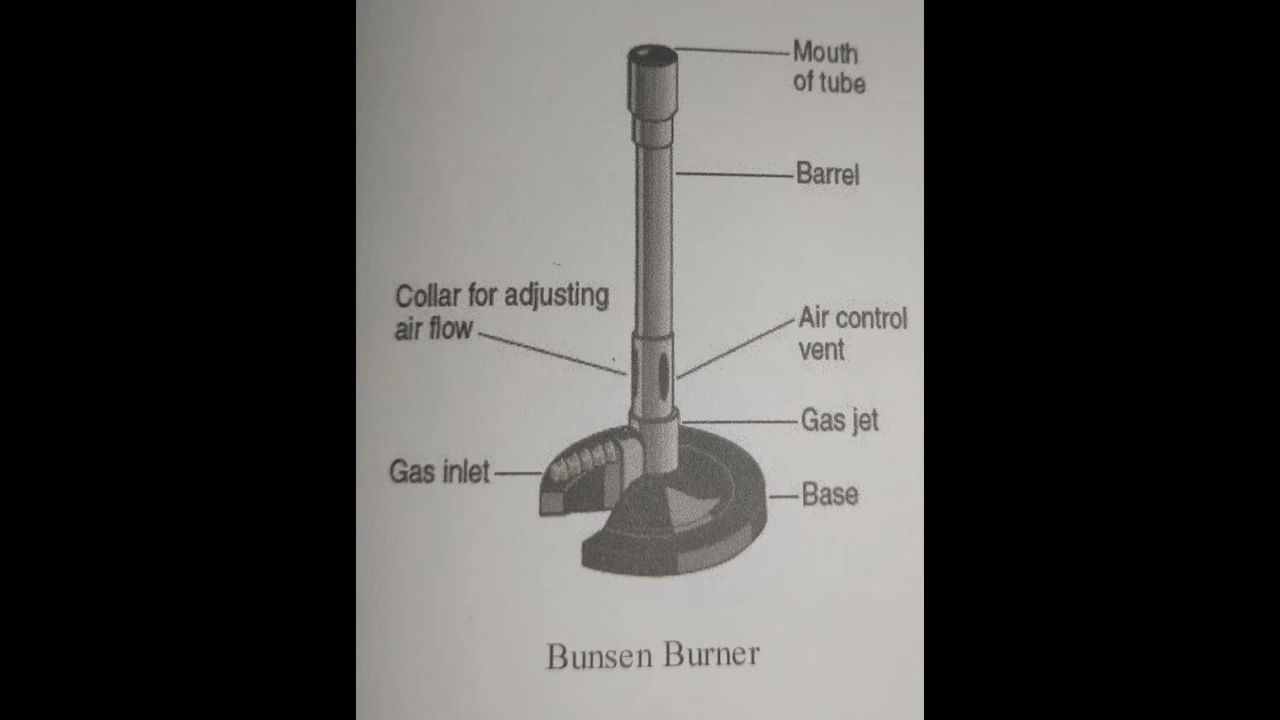 Mouth
of tube
Barrel
Collar for adjusting
air flow
Air control
vent
Gas jet
Gas inlet
Base
Bunsen Burner